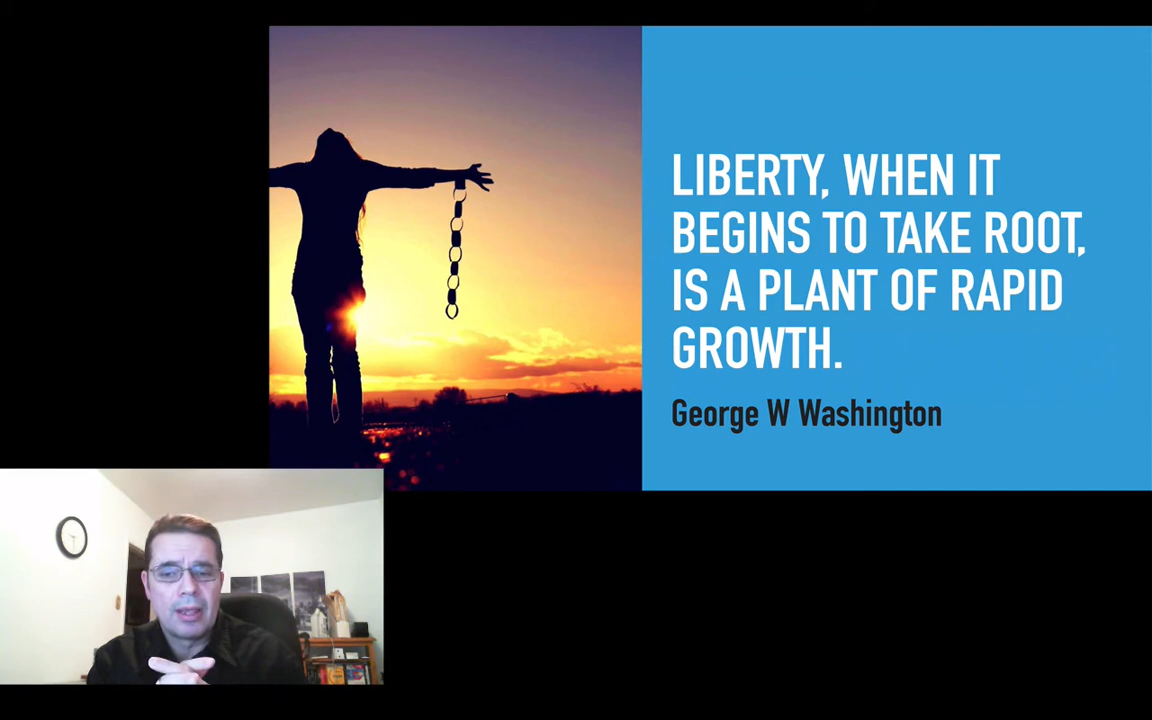 LIBERTY, WHEN IT
BEGINS TO TAKE ROOT,
IS A PLANT OF RAPID
GROWTH.
George W Washington